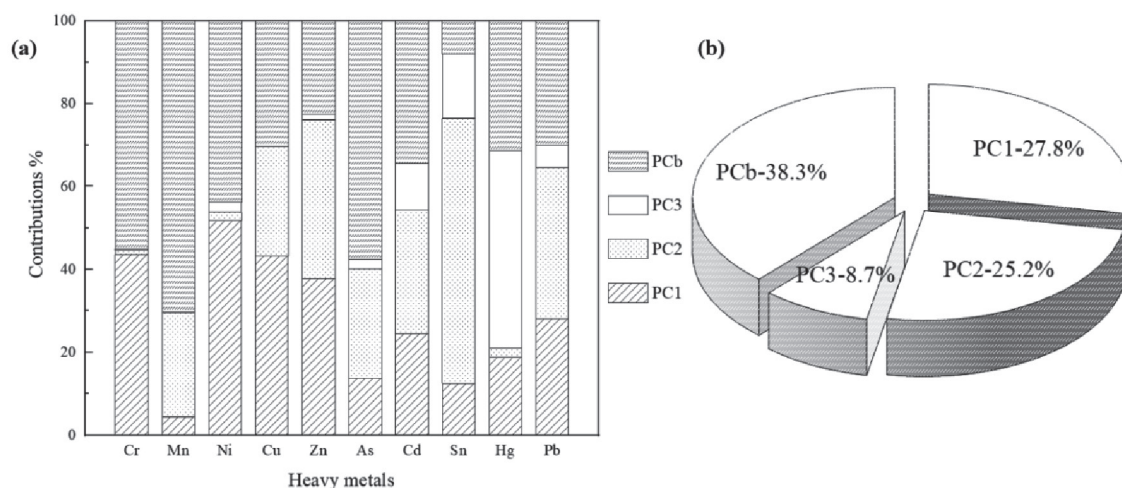 (a)
Contributions %
100
80
60
40
20
0
Cr Mn Ni Cu Zn As Cd Sn Hg Pb
Heavy metals
PCb
PC3
PC2
PC1
(b)
PCb-38.3%
PC1-27.8%
PC3-8.7%
PC2-25.2%